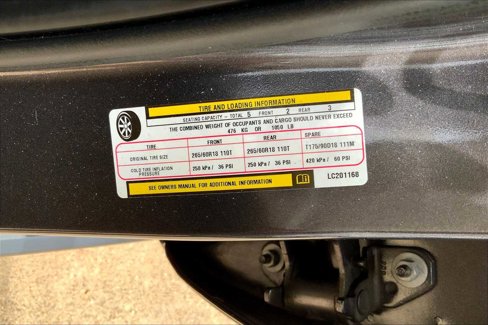 TIRE AND LOADING INFORMATION
SEATING CAPACITY - TOTAL 5 FRONT 2 REAR 3
THE COMBINED WEIGHT OF OCCUPANTS AND CARGO SHOULD NEVER EXCEED
476 KG OR 1050 LB
TIRE FRONT REAR SPARE
ORIGINAL TIRE SIZE 265/60R18 110T 265/60R18 110T T175/90D18 111M
COLD TIRE INFLATION PRESSURE 250 kPa / 36 PSI 250 kPa / 36 PSI 420 kPa / 60 PSI
SEE OWNERS MANUAL FOR ADDITIONAL INFORMATION
LC201168